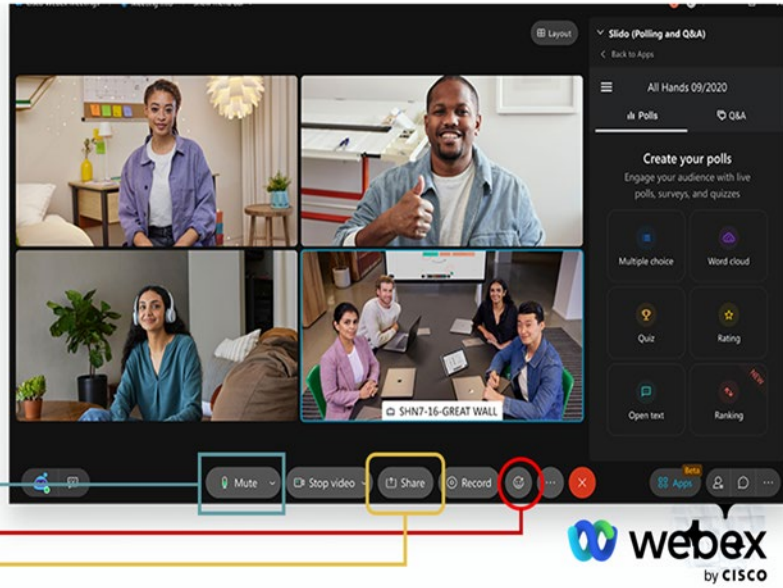 Layout
Slido (Polling and Q&A)
Back to Apps
All Hands 09/2020
Polls
Q&A
Create your polls
Engage your audience with live
polls, surveys, and quizzes
Multiple choice
Word cloud
Quiz
Rating
NEW
Open text
Ranking
SHN7-16-GREAT WALL
Mute
Stop video
Share
Record
Beta
Apps
webex
by CISCO